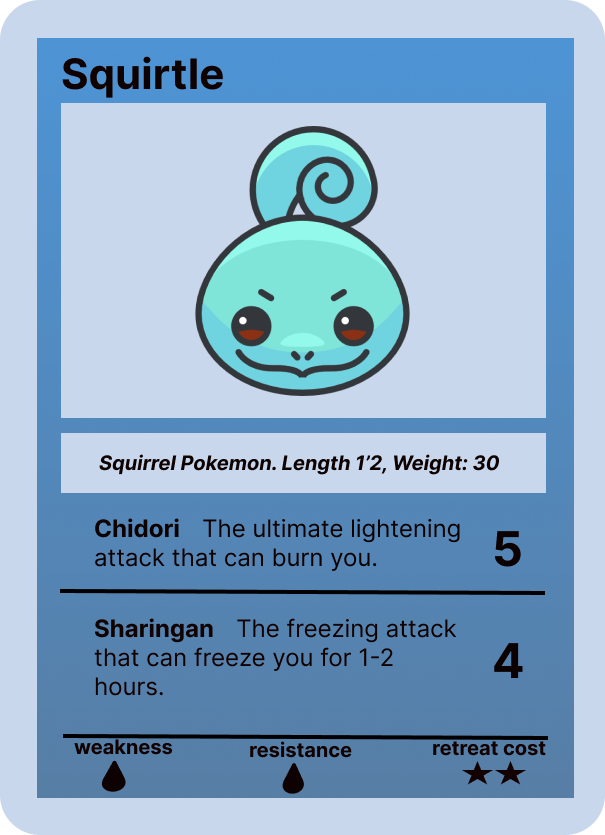 Squirtle
Squirrel Pokemon. Length 1’2, Weight: 30
Chidori The ultimate lightening
attack that can burn you.
5
Sharingan The freezing attack
that can freeze you for 1-2
hours.
4
weakness resistance retreat cost